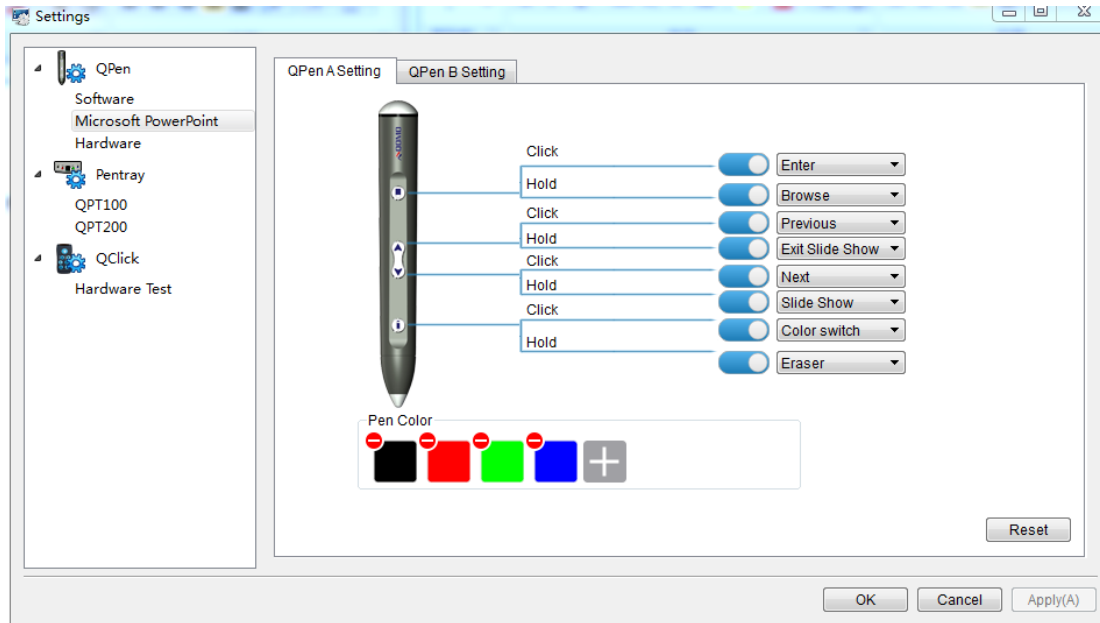 Settings
QPen
Software
Microsoft PowerPoint
Hardware
Pentray
QPT100
QPT200
QClick
Hardware Test
QPen A Setting
QPen B Setting
QOMO
Click
Enter
Hold
Browse
Click
Previous
Hold
Exit Slide Show
Click
Next
Hold
Slide Show
Click
Color switch
Hold
Eraser
Pen Color
Reset
OK
Cancel
Apply(A)